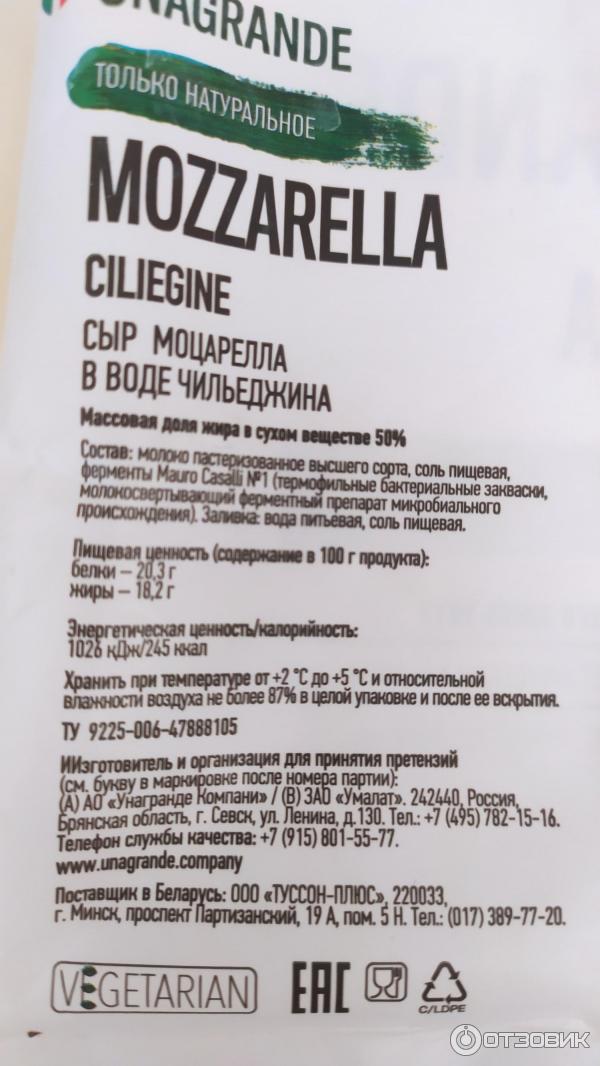 UNAGRANDE
ТОЛЬКО НАТУРАЛЬНОЕ
MOZZARELLA
CILIEGINE
СЫР МОЦАРЕЛЛА
В ВОДЕ ЧИЛЬЕДЖИНА
Массовая доля жира в сухом веществе 50%
Состав: молоко пастеризованное высшего сорта, соль пищевая,
ферменты Mauro Casalli №1 (термофильные бактериальные закваски,
молокосвертывающий ферментный препарат микробиального
происхождения). Заливка: вода питьевая, соль пищевая.
Пищевая ценность (содержание в 100 г продукта):
белки – 20,3 г
жиры – 18,2 г
Энергетическая ценность/калорийность:
1026 кДж/245 ккал
Хранить при температуре от +2 °С до +5 °С и относительной
влажности воздуха не более 87% в целой упаковке и после ее вскрытия.
ТУ 9225-006-47888105
ИИзготовитель и организация для принятия претензий
(см. букву в маркировке после номера партии):
(А) АО «Унагранде Компани» / (В) ЗАО «Умалат». 242440, Россия,
Брянская область, г. Севск, ул. Ленина, д.130. Тел.: +7 (495) 782-15-16.
Телефон службы качества: +7 (915) 801-55-77.
www.unagrande.company
Поставщик в Беларусь: ООО «ТУССОН-ПЛЮС», 220033,
г. Минск, проспект Партизанский, 19 А, пом. 5 Н. Тел.: (017) 389-77-20.
VEGETARIAN
EAC
C/LDPE
ОТЗОВИК